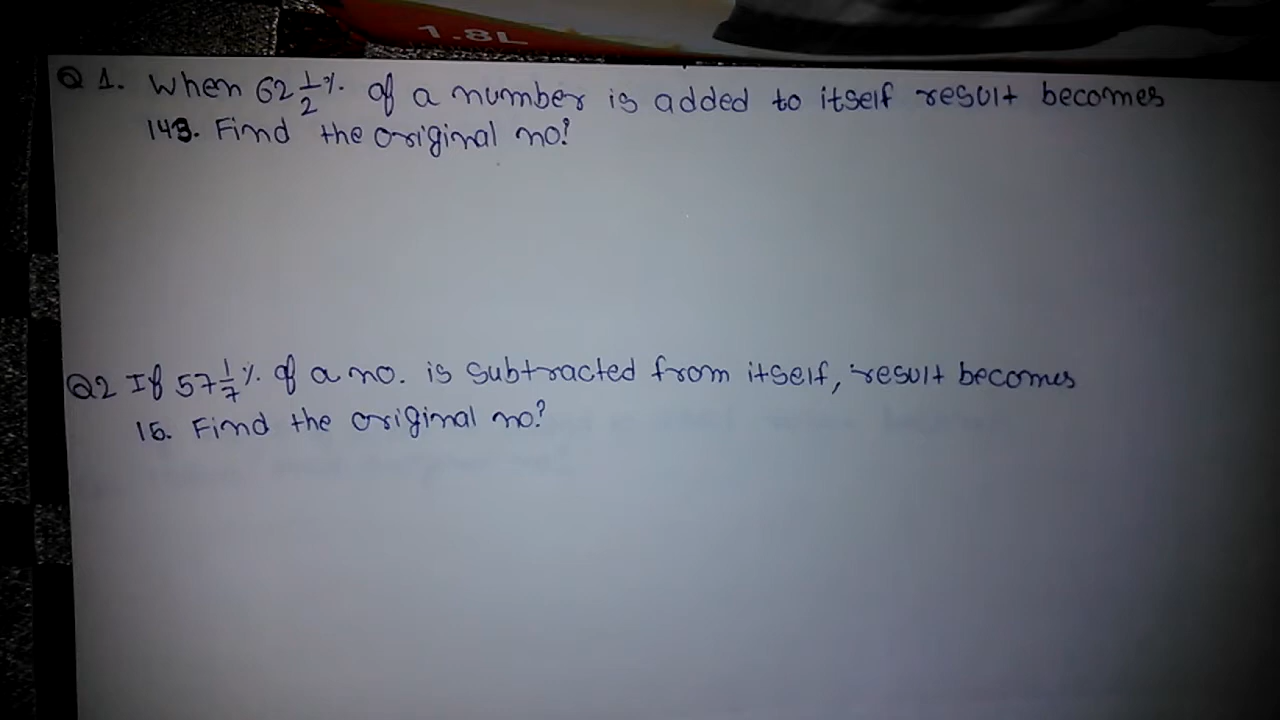 1.8L
Q 1. When 62 1/2 %. of a number is added to itself result becomes
143. Find the original no?
Q2 If 57 1/7 %. of a no. is subtracted from itself, result becomes
15. Find the original no?